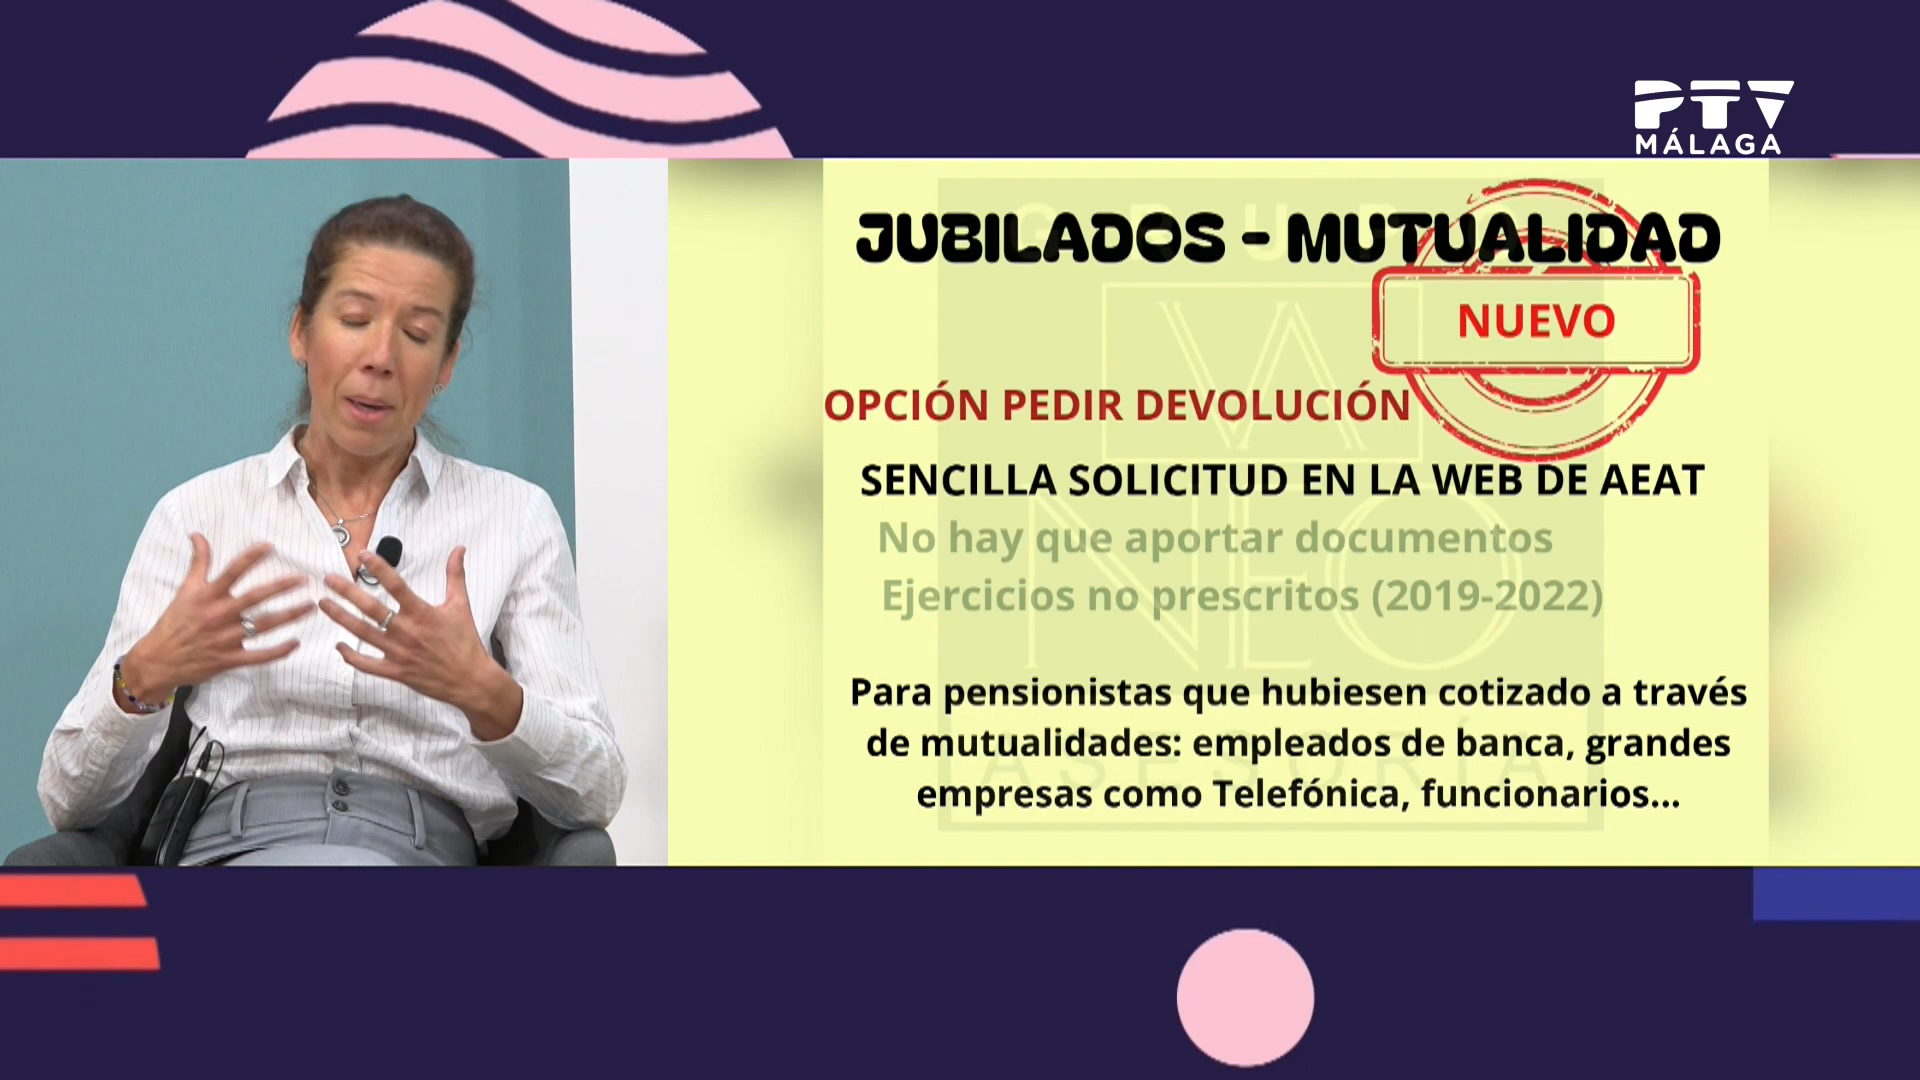 PTV
MÁLAGA
JUBILADOS - MUTUALIDAD
NUEVO
OPCIÓN PEDIR DEVOLUCIÓN
SENCILLA SOLICITUD EN LA WEB DE AEAT
No hay que aportar documentos
Ejercicios no prescritos (2019-2022)
Para pensionistas que hubiesen cotizado a través
de mutualidades: empleados de banca, grandes
empresas como Telefónica, funcionarios...
ASESORÍA